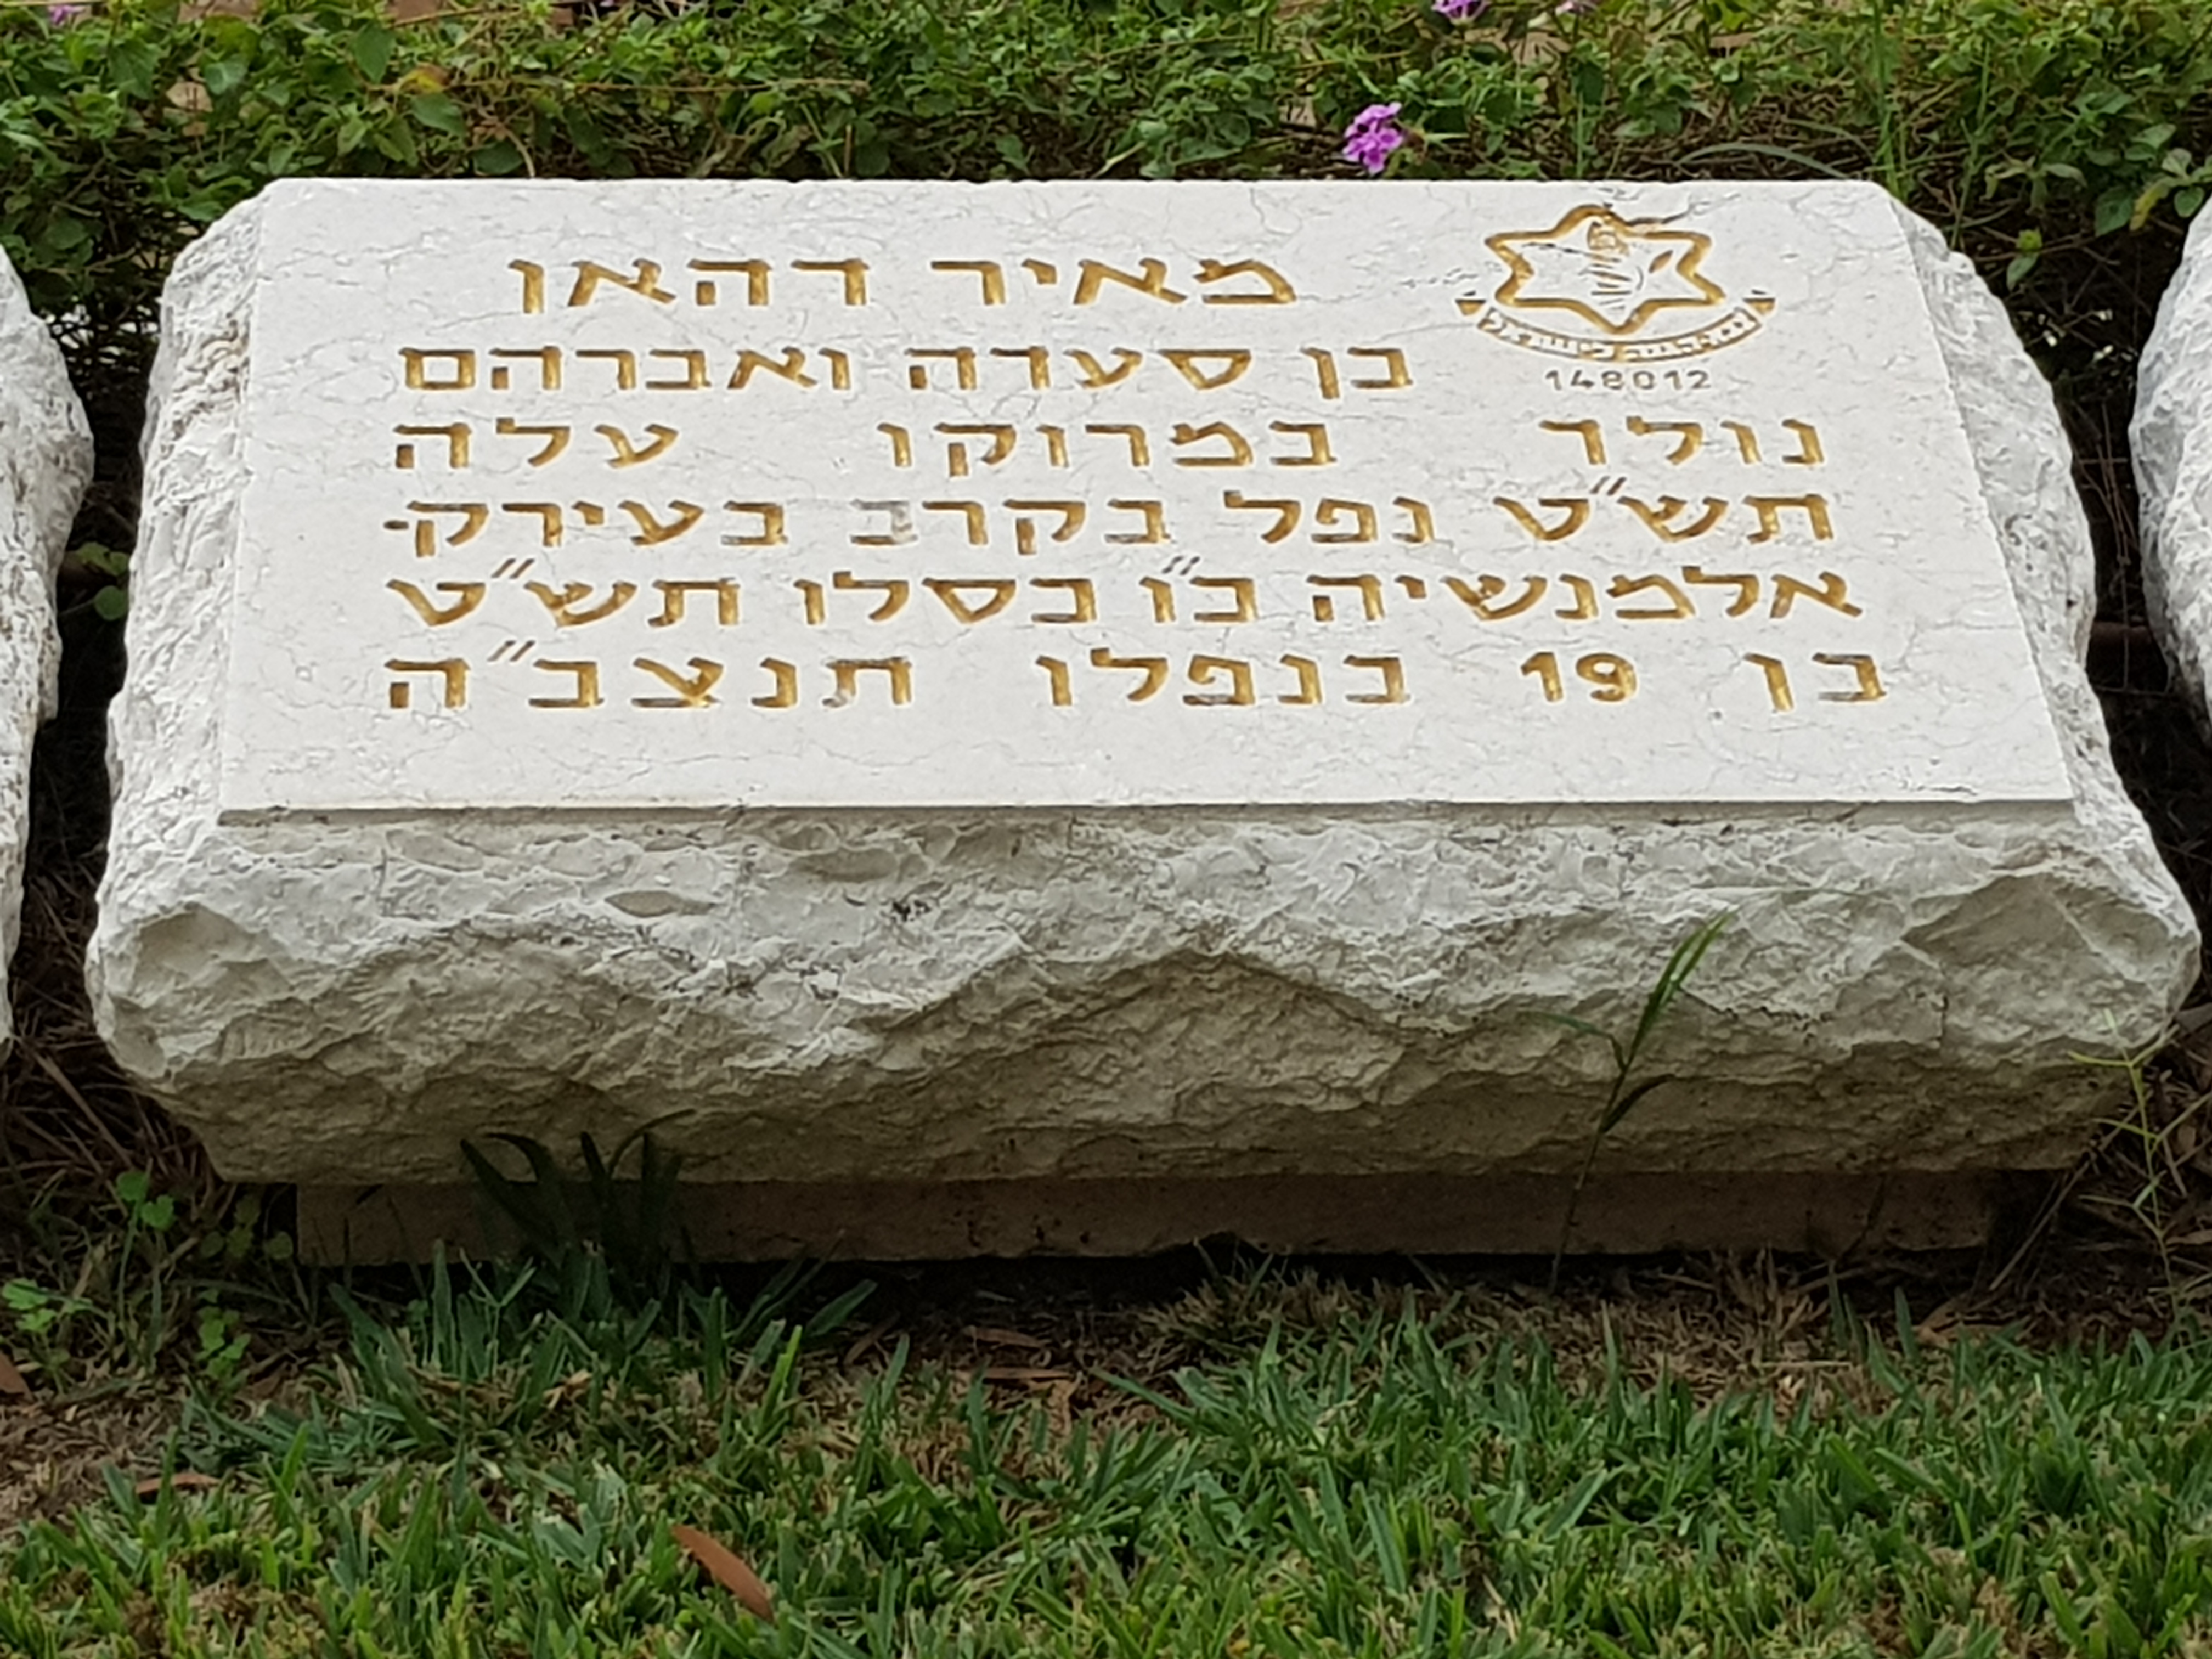 מאיר דהאן
בן סעדה ואברהם
148012
נולד במרוקו עלה
תש"ט נפל בקרב בעירק-
אלמנשיה כ"ו כסלו תש"ט
בן 19 בנפלו תנצב"ה